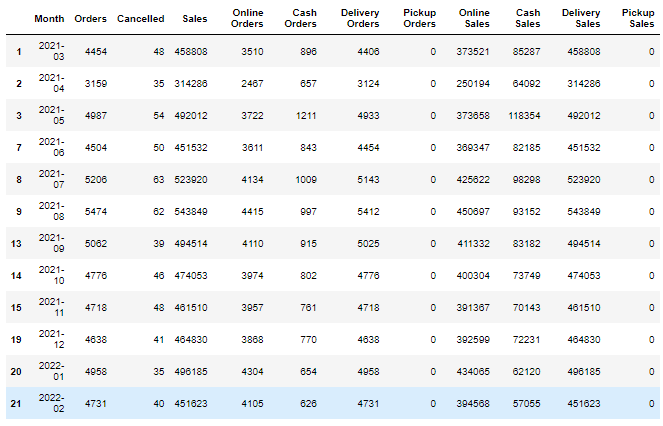 Month Orders Cancelled Sales Online Orders Cash Orders Delivery Orders Pickup Orders Online Sales Cash Sales Delivery Sales Pickup Sales
1 2021-03 4454 48 458808 3510 896 4406 0 373521 85287 458808 0
2 2021-04 3159 35 314286 2467 657 3124 0 250194 64092 314286 0
3 2021-05 4987 54 492012 3722 1211 4933 0 373658 118354 492012 0
7 2021-06 4504 50 451532 3611 843 4454 0 369347 82185 451532 0
8 2021-07 5206 63 523920 4134 1009 5143 0 425622 98298 523920 0
9 2021-08 5474 62 543849 4415 997 5412 0 450697 93152 543849 0
13 2021-09 5062 39 494514 4110 915 5025 0 411332 83182 494514 0
14 2021-10 4776 46 474053 3974 802 4776 0 400304 73749 474053 0
15 2021-11 4718 48 461510 3957 761 4718 0 391367 70143 461510 0
19 2021-12 4638 41 464830 3868 770 4638 0 392599 72231 464830 0
20 2022-01 4958 35 496185 4304 654 4958 0 434065 62120 496185 0
21 2022-02 4731 40 451623 4105 626 4731 0 394568 57055 451623 0